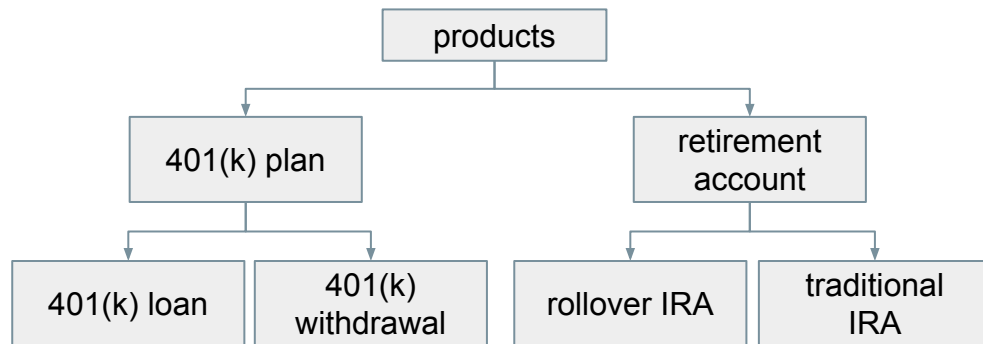 products
401(k) plan
retirement
account
401(k) loan
401(k)
withdrawal
rollover IRA
traditional
IRA